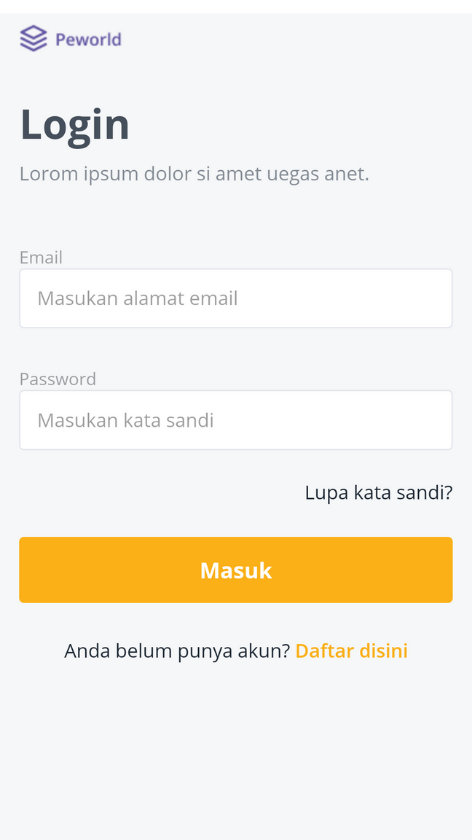 Peworld
Login
Lorom ipsum dolor si amet uegas anet.
Email
Masukan alamat email
Password
Masukan kata sandi
Lupa kata sandi?
Masuk
Anda belum punya akun? Daftar disini